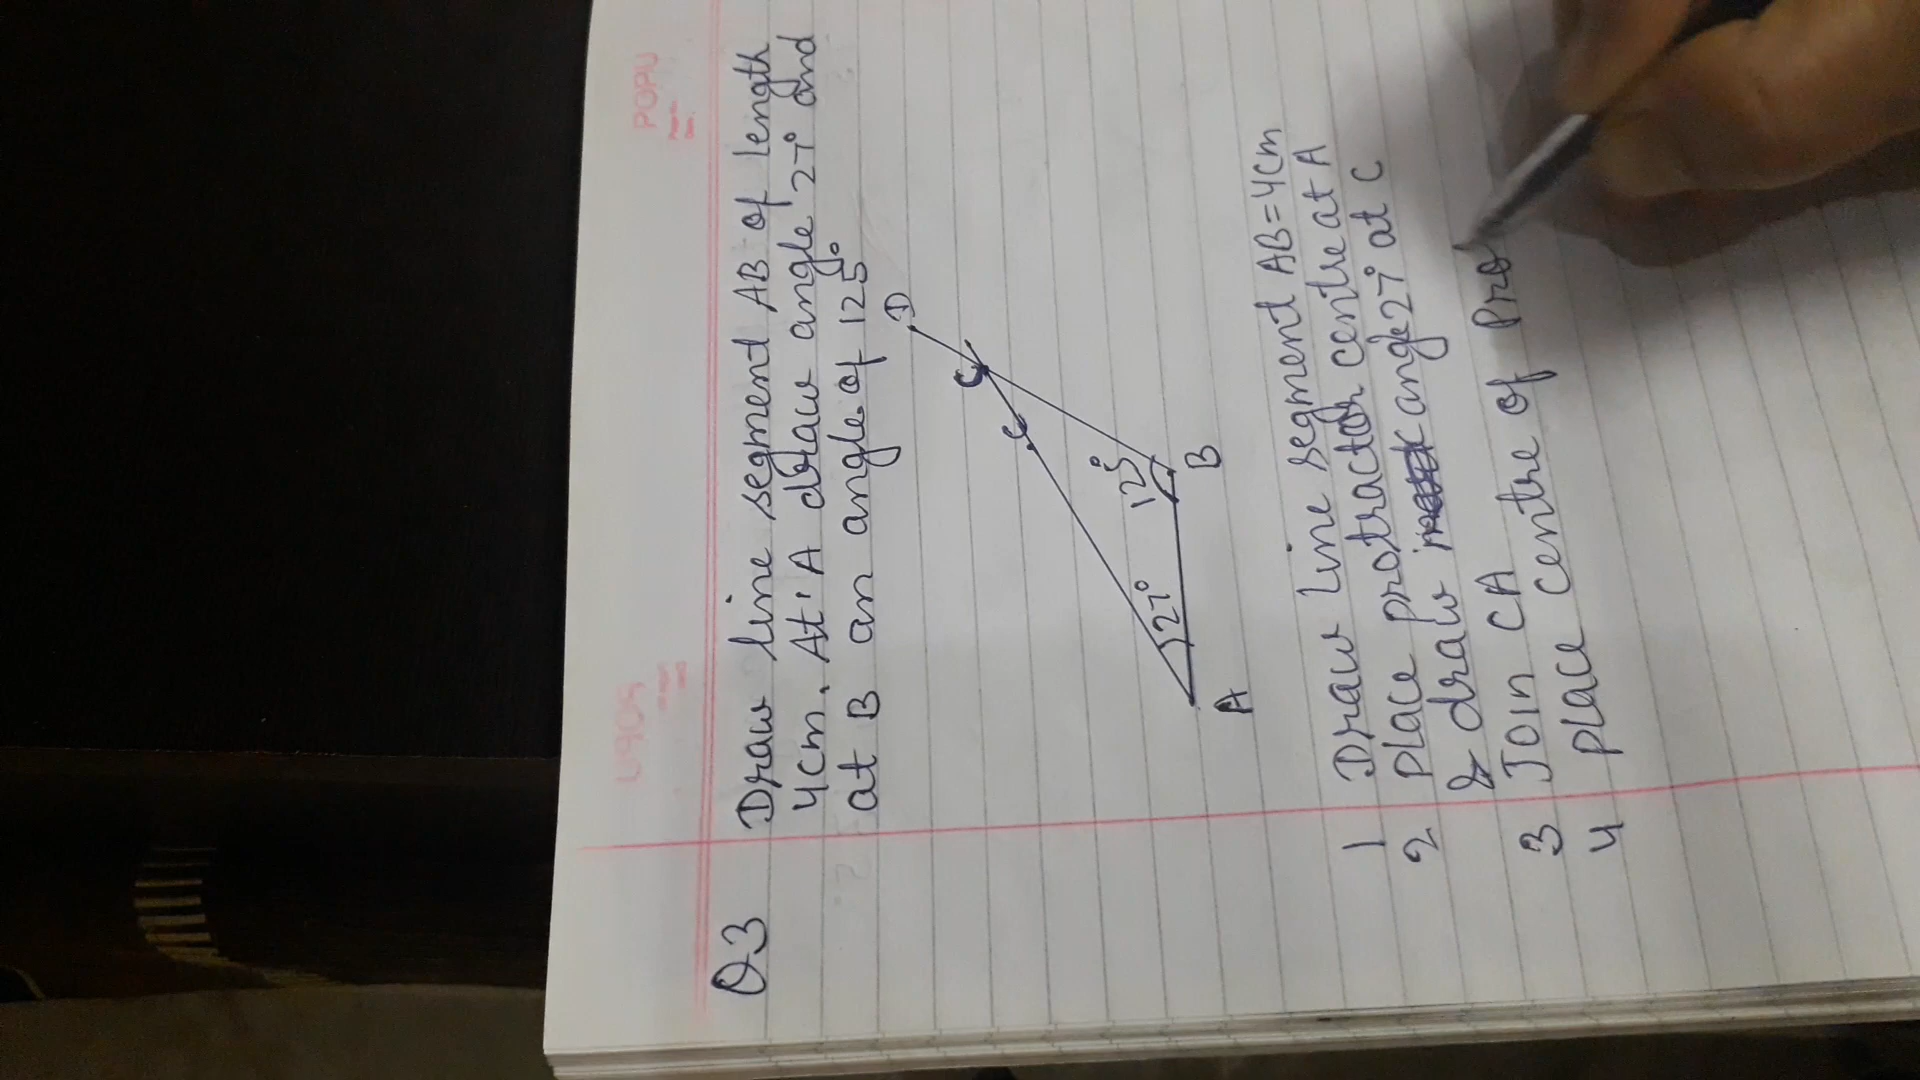 Q3 Draw line segment AB of length
4cm. At A draw angle 27° and
at B an angle of 125°
D
C
C
27°
125°
A
B
1 Draw line segment AB=4cm
2 place protractor centre at A
& draw angle 27° at C
3 Join CA
4 place centre of Pro